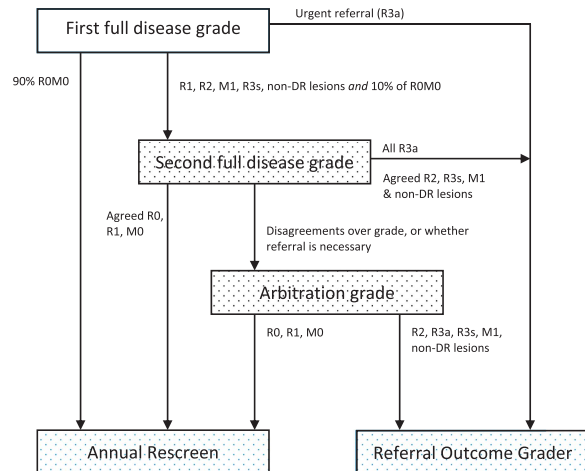 Urgent referral (R3a)
First full disease grade
90% R0M0
R1, R2, M1, R3s, non-DR lesions and 10% of R0M0
All R3a
Second full disease grade
Agreed R2, R3s, M1
& non-DR lesions
Agreed R0,
R1, M0
Disagreements over grade, or whether
referral is necessary
Arbitration grade
R0, R1, M0
R2, R3a, R3s, M1,
non-DR lesions
Annual Rescreen
Referral Outcome Grader